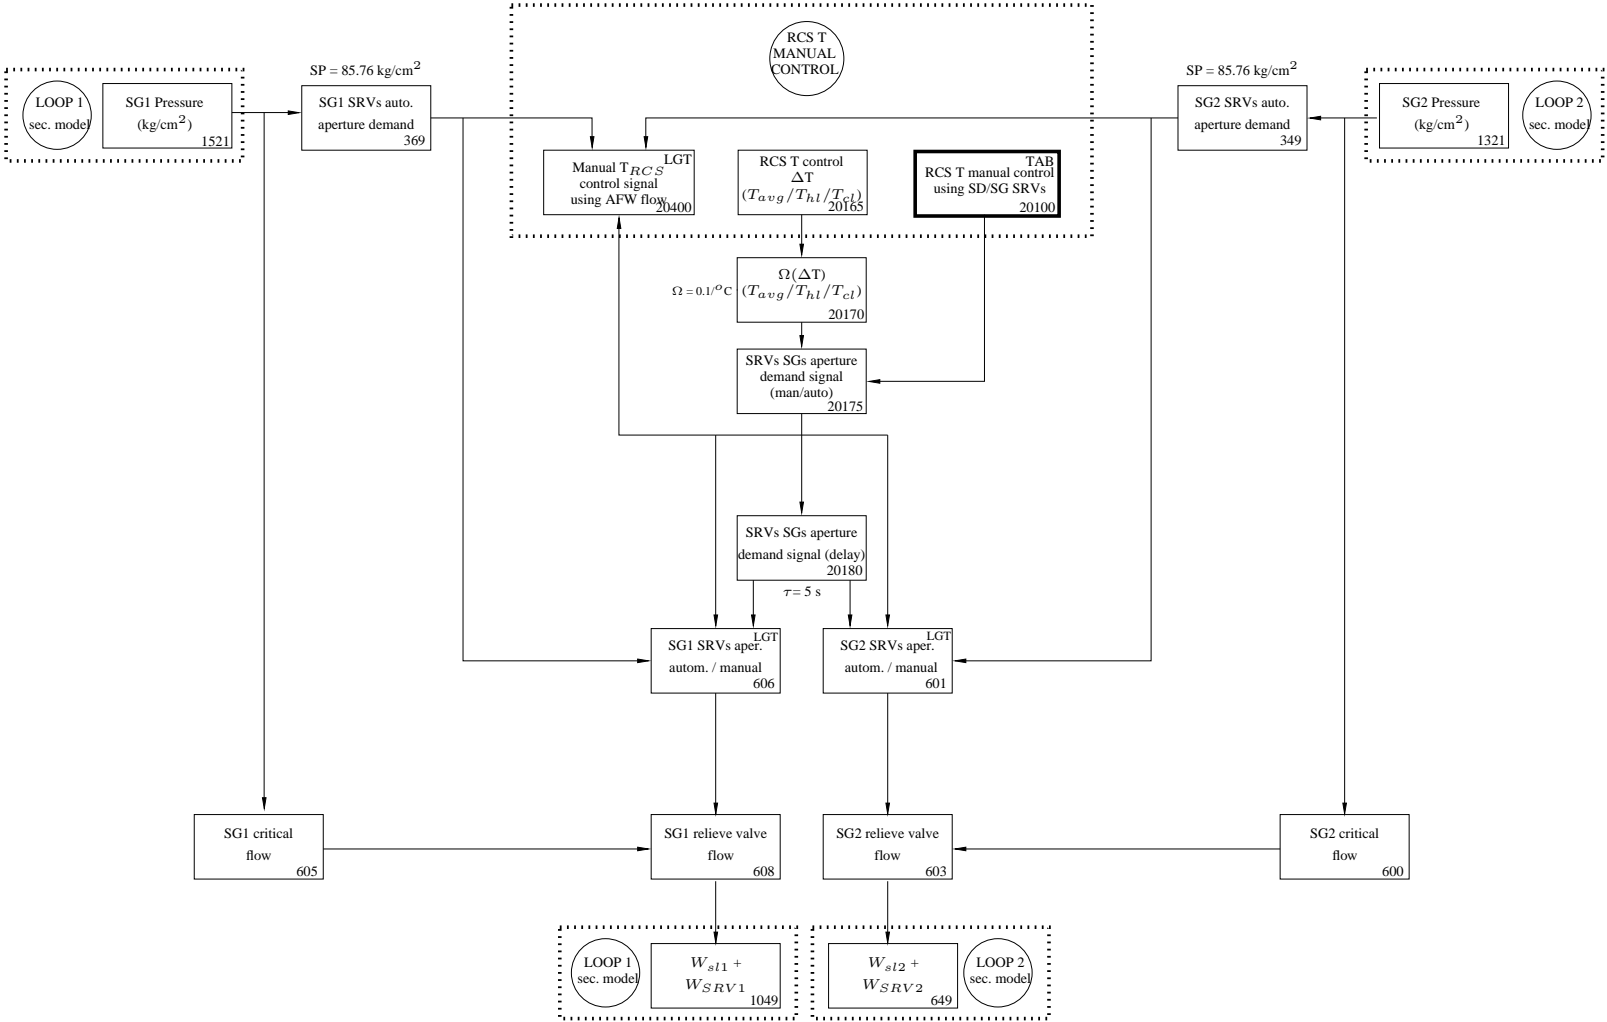 RCS T
MANUAL
CONTROL
SP = 85.76 kg/cm²
SP = 85.76 kg/cm²
LOOP 1
sec. model
SG1 Pressure
(kg/cm²)
1521
SG1 SRVs auto.
aperture demand
369
SG2 SRVs auto.
aperture demand
349
SG2 Pressure
(kg/cm²)
1321
LOOP 2
sec. model
LGT
Manual T_RCS
control signal
using AFW flow
20400
RCS T control
ΔT
(T_avg/T_hl/T_cl)
20165
TAB
RCS T manual control
using SD/SG SRVs
20100
Ω = 0.1/°C
Ω(ΔT)
(T_avg/T_hl/T_cl)
20170
SRVs SGs aperture
demand signal
(man/auto)
20175
SRVs SGs aperture
demand signal (delay)
20180
τ = 5 s
LGT
SG1 SRVs aper.
autom. / manual
606
LGT
SG2 SRVs aper.
autom. / manual
601
SG1 critical
flow
605
SG1 relieve valve
flow
608
SG2 relieve valve
flow
603
SG2 critical
flow
600
LOOP 1
sec. model
W_sl1 +
W_SRV1
1049
W_sl2 +
W_SRV2
649
LOOP 2
sec. model